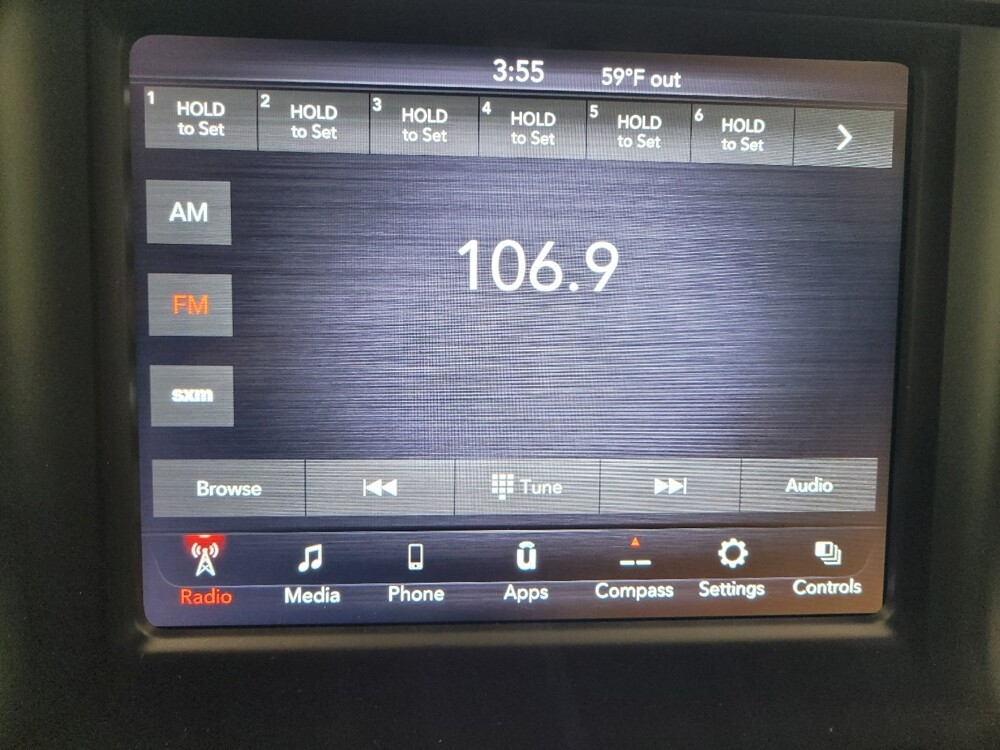 3:55 59°F out
1 HOLD to Set
2 HOLD to Set
3 HOLD to Set
4 HOLD to Set
5 HOLD to Set
6 HOLD to Set
AM
106.9
FM
sxm
Browse Tune Audio
Radio Media Phone Apps Compass Settings Controls